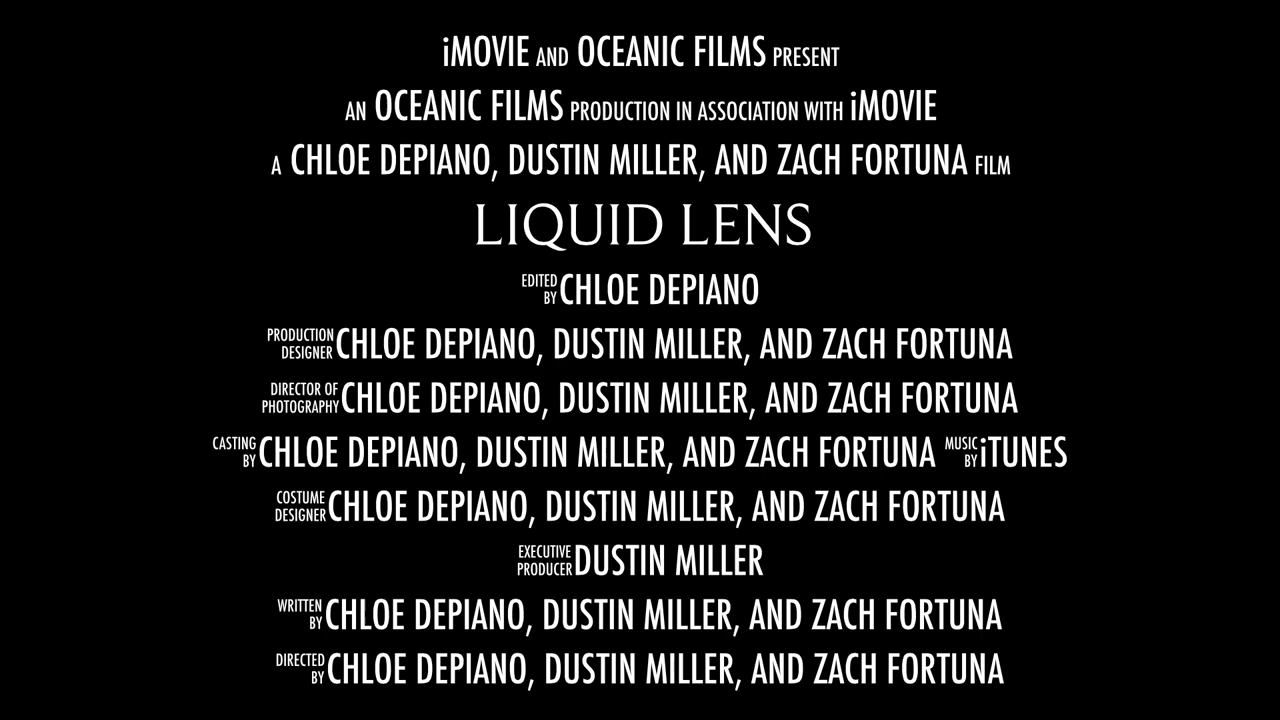 iMOVIE AND OCEANIC FILMS PRESENT
AN OCEANIC FILMS PRODUCTION IN ASSOCIATION WITH iMOVIE
A CHLOE DEPIANO, DUSTIN MILLER, AND ZACH FORTUNA FILM
LIQUID LENS
EDITED BY CHLOE DEPIANO
PRODUCTION DESIGNER CHLOE DEPIANO, DUSTIN MILLER, AND ZACH FORTUNA
DIRECTOR OF PHOTOGRAPHY CHLOE DEPIANO, DUSTIN MILLER, AND ZACH FORTUNA
CASTING BY CHLOE DEPIANO, DUSTIN MILLER, AND ZACH FORTUNA MUSIC BY iTUNES
COSTUME DESIGNER CHLOE DEPIANO, DUSTIN MILLER, AND ZACH FORTUNA
EXECUTIVE PRODUCER DUSTIN MILLER
WRITTEN BY CHLOE DEPIANO, DUSTIN MILLER, AND ZACH FORTUNA
DIRECTED BY CHLOE DEPIANO, DUSTIN MILLER, AND ZACH FORTUNA